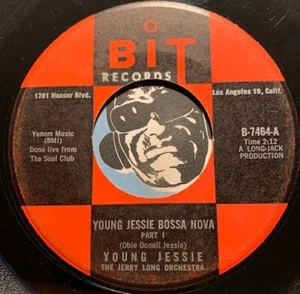 BIT
RECORDS
1781 Hauser Blvd.
Los Angeles 19, Calif.
Yenom Music
(BMI)
Done live from
The Soul Club
B-7464-A
Time 2:12
A LONG-JACK
PRODUCTION
YOUNG JESSIE BOSSA NOVA
PART I
(Obie Donell Jessie)
YOUNG JESSIE
THE JERRY LONG ORCHESTRA